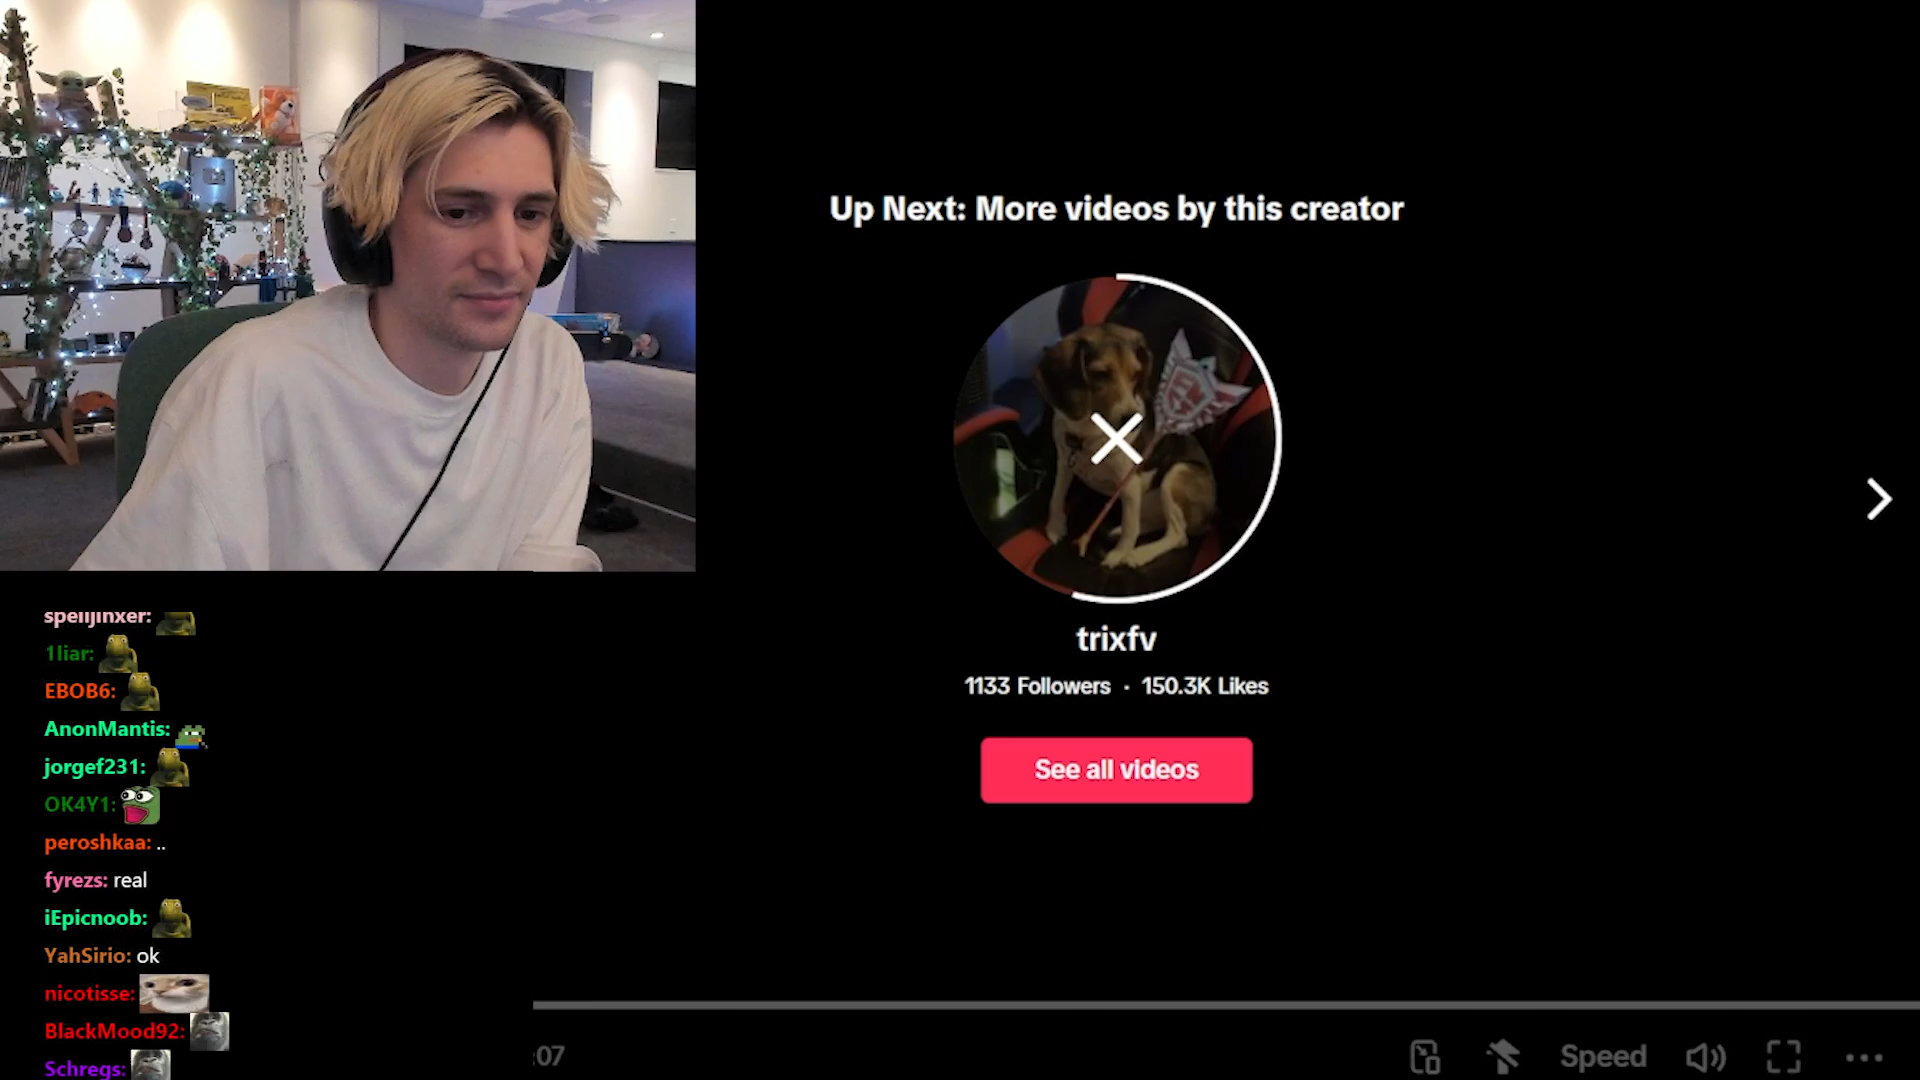 Up Next: More videos by this creator
trixfv
1133 Followers · 150.3K Likes
See all videos
spelljinxer:
1liar:
EBOB6:
AnonMantis:
jorgef231:
OK4Y1:
peroshkaa: ..
fyrezs: real
iEpicnoob:
YahSirio: ok
nicotisse:
BlackMood92:
Schregs:
:07
Speed